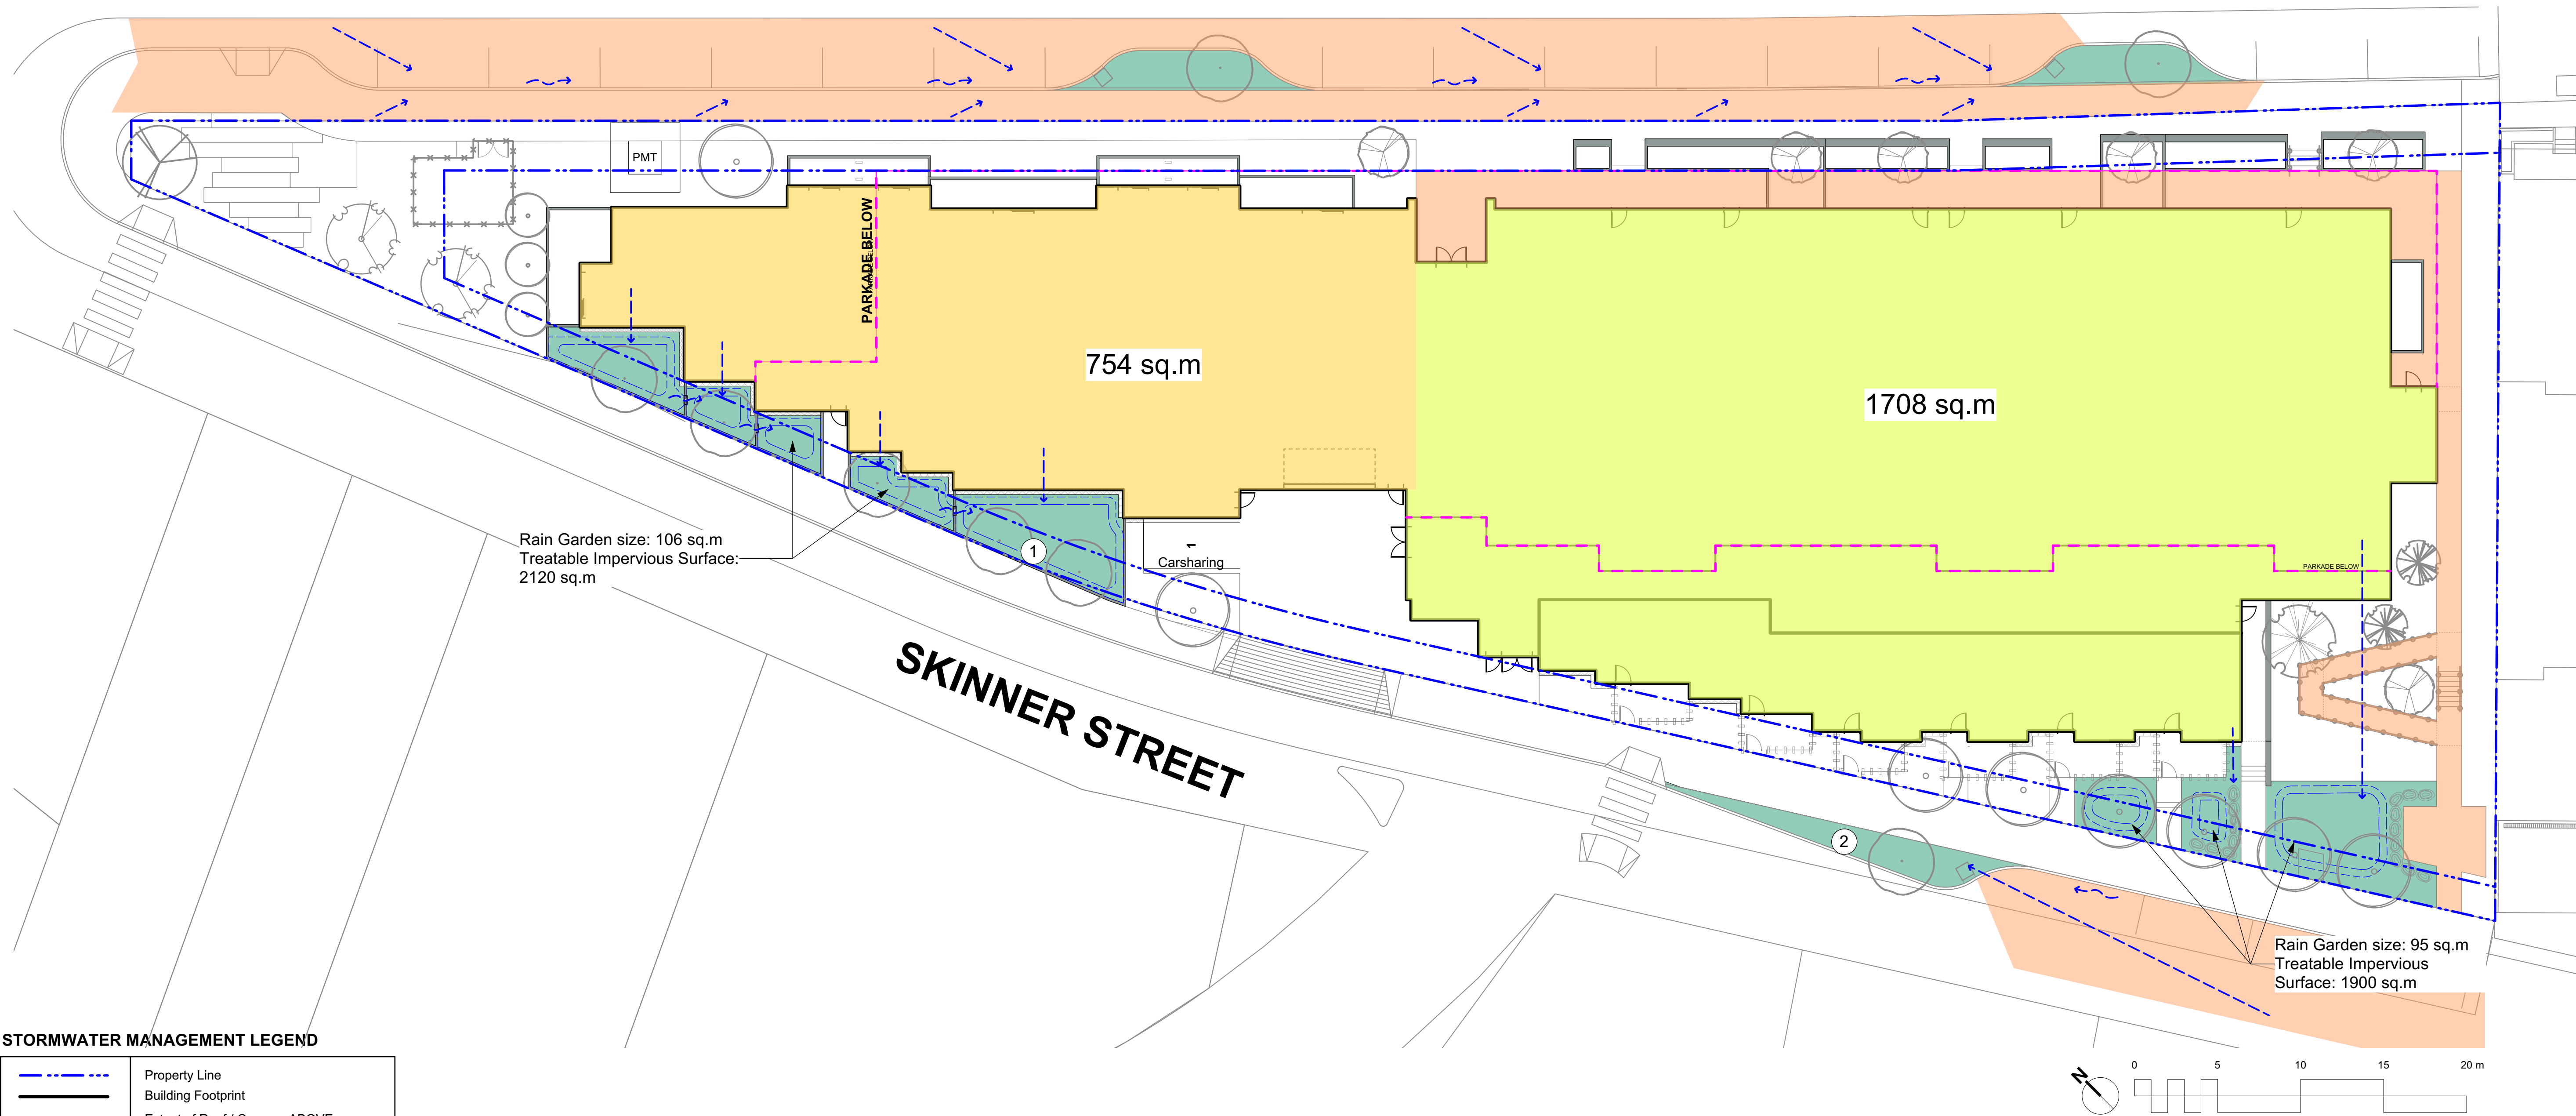 PMT
PARKADE BELOW
754 sq.m
1708 sq.m
Rain Garden size: 106 sq.m
Treatable Impervious Surface:
2120 sq.m
1
1
Carsharing
PARKADE BELOW
SKINNER STREET
2
Rain Garden size: 95 sq.m
Treatable Impervious
Surface: 1900 sq.m
STORMWATER MANAGEMENT LEGEND
Property Line
Building Footprint
N
0 5 10 15 20 m